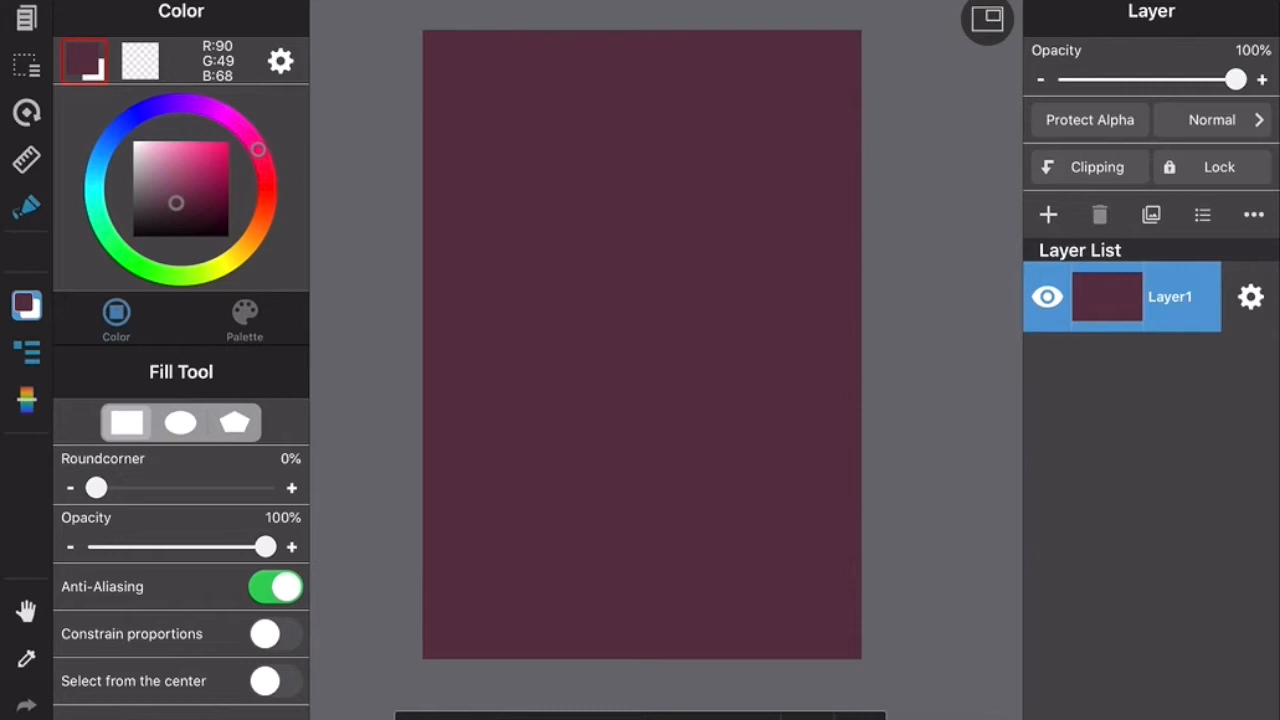 Color
R:90
G:49
B:68
Color
Palette
Fill Tool
Roundcorner 0%
- +
Opacity 100%
- +
Anti-Aliasing
Constrain proportions
Select from the center
Layer
Opacity 100%
- +
Protect Alpha
Normal
Clipping
Lock
Layer List
Layer1